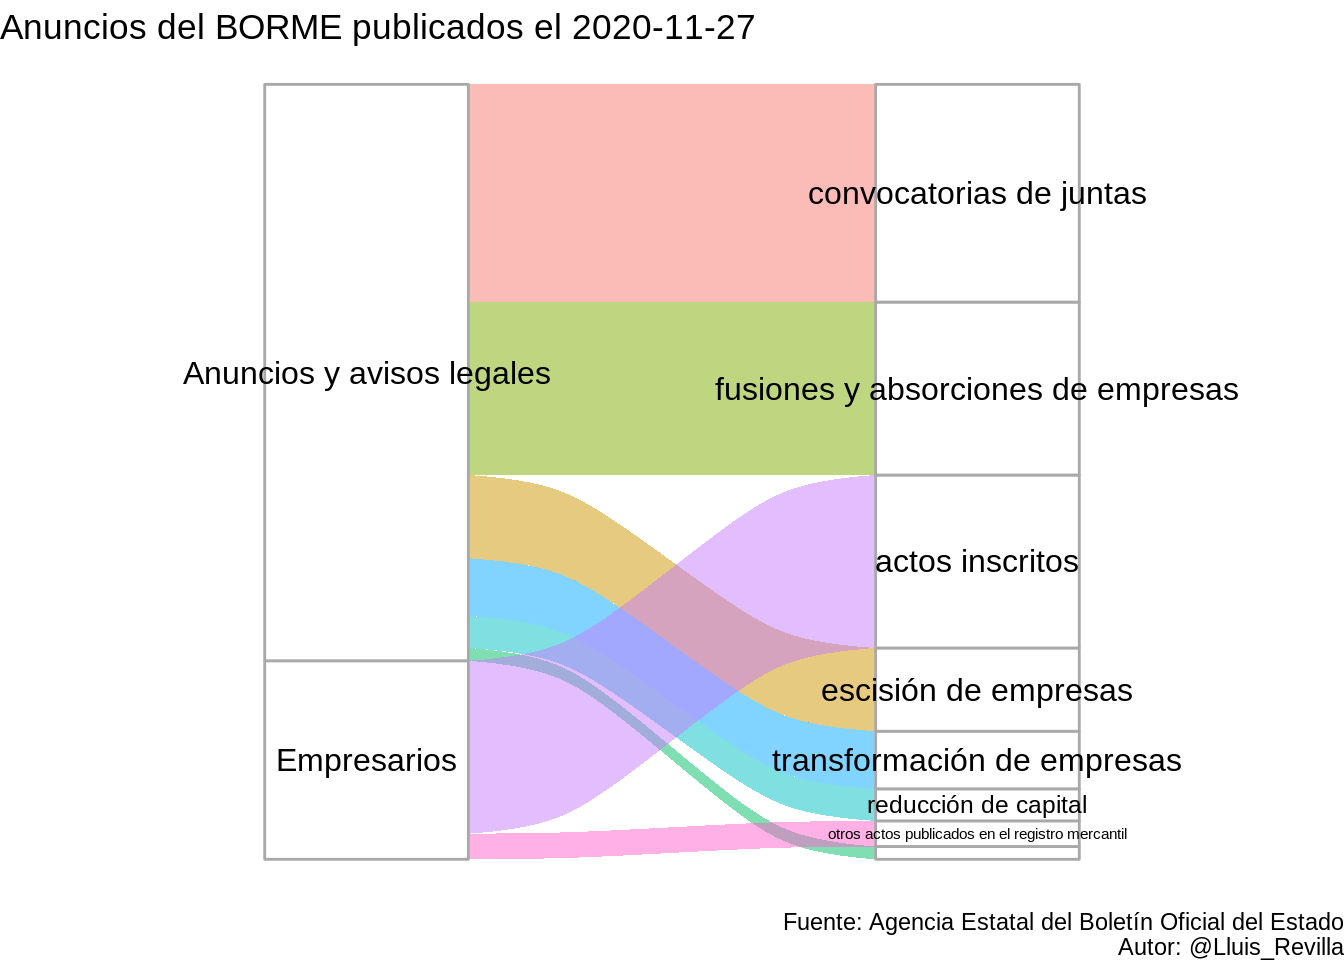 Anuncios del BORME publicados el 2020-11-27
convocatorias de juntas
Anuncios y avisos legales
fusiones y absorciones de empresas
actos inscritos
escisión de empresas
Empresarios
transformación de empresas
reducción de capital
otros actos publicados en el registro mercantil
Fuente: Agencia Estatal del Boletín Oficial del Estado
Autor: @Lluis_Revilla